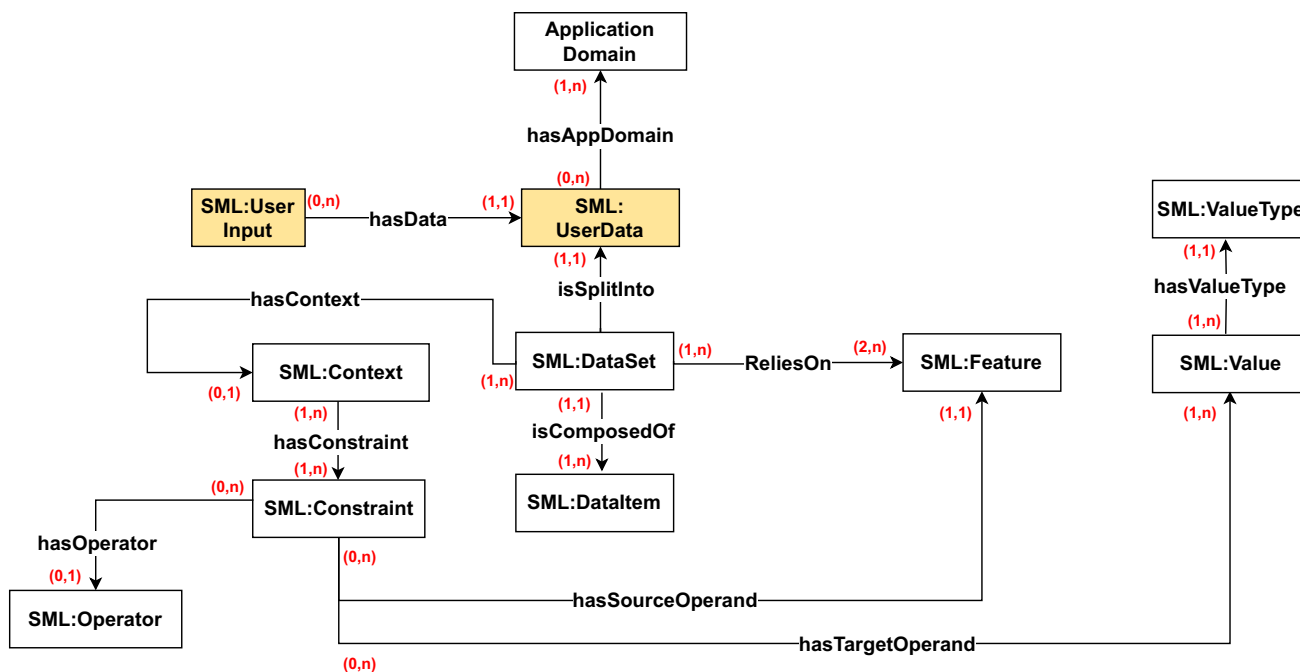 Application
Domain
(1,n)
hasAppDomain
(0,n)
SML:User
Input
(0,n)
hasData
(1,1)
SML:
UserData
(1,1)
SML:ValueType
(1,1)
hasValueType
(1,n)
isSplitInto
hasContext
SML:Context
(0,1)
(1,n)
SML:DataSet
(1,n)
(1,n)
ReliesOn
(2,n)
SML:Feature
(1,1)
SML:Value
(1,n)
(1,1)
isComposedOf
(1,n)
SML:DataItem
hasConstraint
(1,n)
SML:Constraint
(0,n)
hasOperator
(0,1)
SML:Operator
(0,n)
hasSourceOperand
hasTargetOperand
(0,n)